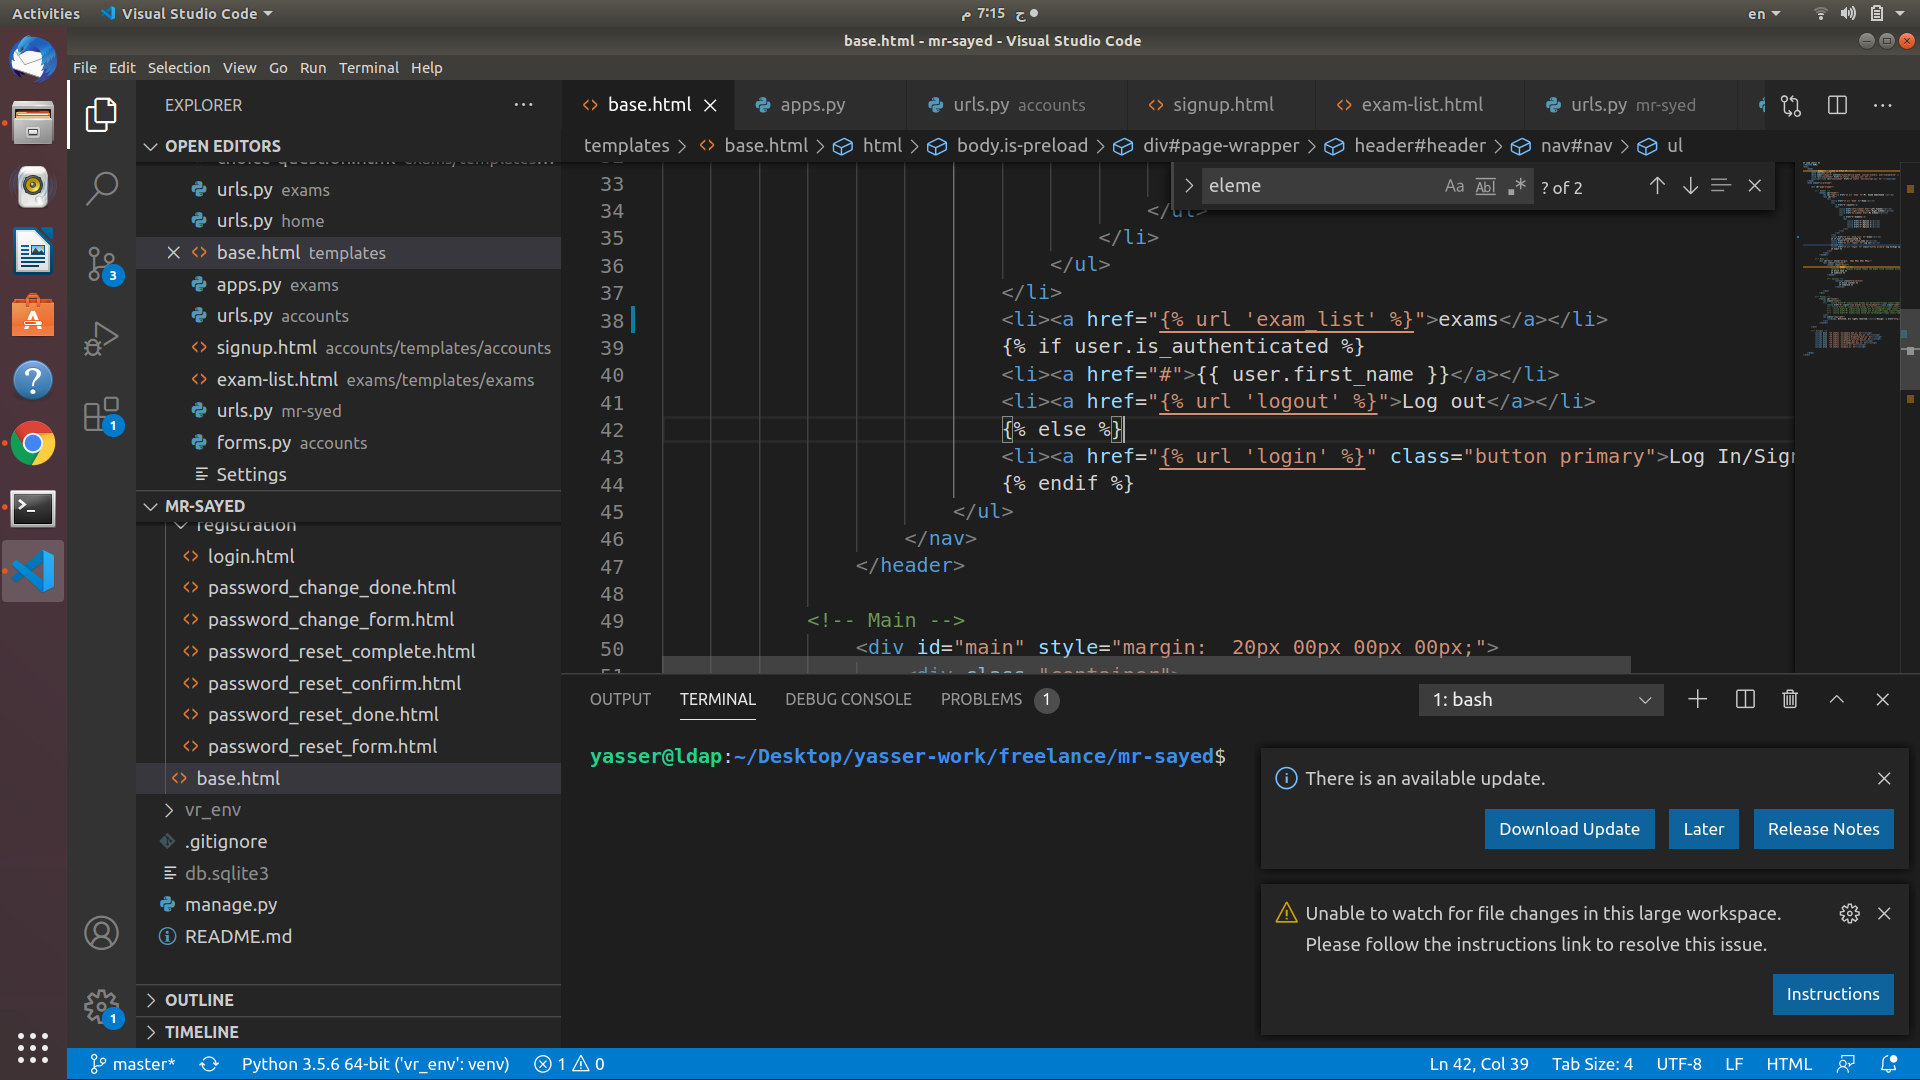 Activities
Visual Studio Code
ح 7:15 م
en
base.html - mr-sayed - Visual Studio Code
File Edit Selection View Go Run Terminal Help
EXPLORER
OPEN EDITORS
urls.py exams
urls.py home
base.html templates
apps.py exams
urls.py accounts
signup.html accounts/templates/accounts
exam-list.html exams/templates/exams
urls.py mr-syed
forms.py accounts
Settings
MR-SAYED
registration
login.html
password_change_done.html
password_change_form.html
password_reset_complete.html
password_reset_confirm.html
password_reset_done.html
password_reset_form.html
base.html
vr_env
.gitignore
db.sqlite3
manage.py
README.md
OUTLINE
TIMELINE
3
1
1
base.html apps.py urls.py accounts signup.html exam-list.html urls.py mr-syed
templates > base.html > html > body.is-preload > div#page-wrapper > header#header > nav#nav > ul
eleme Aa Abl ? of 2
33
34 </ul>
35 </li>
36 </ul>
37 </li>
38 <li><a href="{% url 'exam_list' %}">exams</a></li>
39 {% if user.is_authenticated %}
40 <li><a href="#">{{ user.first_name }}</a></li>
41 <li><a href="{% url 'logout' %}">Log out</a></li>
42 {% else %}
43 <li><a href="{% url 'login' %}" class="button primary">Log In/Sign
44 {% endif %}
45 </ul>
46 </nav>
47 </header>
48
49 <!-- Main -->
50 <div id="main" style="margin:  20px 00px 00px 00px;">
51 <div class="container">
OUTPUT TERMINAL DEBUG CONSOLE PROBLEMS 1
1: bash
yasser@ldap:~/Desktop/yasser-work/freelance/mr-sayed$
There is an available update.
Download Update Later Release Notes
Unable to watch for file changes in this large workspace.
Please follow the instructions link to resolve this issue.
Instructions
master* Python 3.5.6 64-bit ('vr_env': venv) 1 0
Ln 42, Col 39 Tab Size: 4 UTF-8 LF HTML